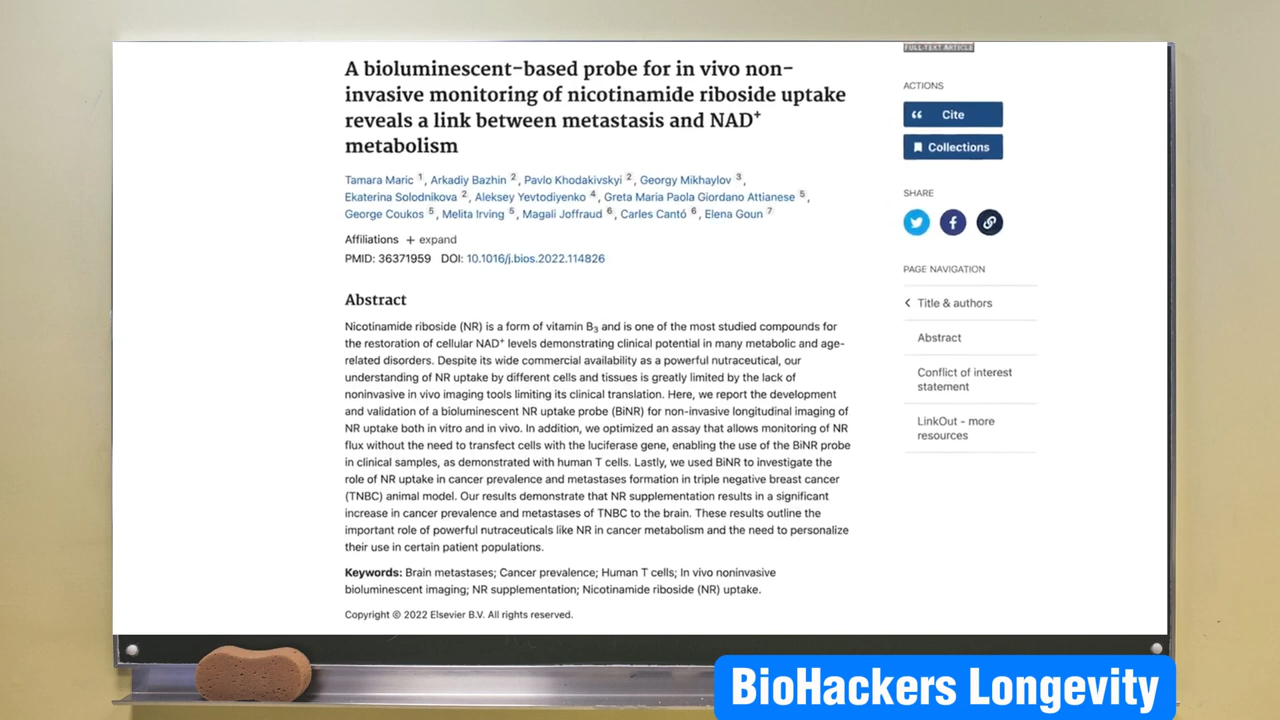 FULL-TEXT ARTICLE
A bioluminescent-based probe for in vivo non-
invasive monitoring of nicotinamide riboside uptake
reveals a link between metastasis and NAD⁺
metabolism
Tamara Maric 1, Arkadiy Bazhin 2, Pavlo Khodakivskyi 2, Georgy Mikhaylov 3,
Ekaterina Solodnikova 2, Aleksey Yevtodiyenko 4, Greta Maria Paola Giordano Attianese 5,
George Coukos 5, Melita Irving 5, Magali Joffraud 6, Carles Cantó 6, Elena Goun 7
Affiliations + expand
PMID: 36371959 DOI: 10.1016/j.bios.2022.114826
Abstract
Nicotinamide riboside (NR) is a form of vitamin B₃ and is one of the most studied compounds for
the restoration of cellular NAD⁺ levels demonstrating clinical potential in many metabolic and age-
related disorders. Despite its wide commercial availability as a powerful nutraceutical, our
understanding of NR uptake by different cells and tissues is greatly limited by the lack of
noninvasive in vivo imaging tools limiting its clinical translation. Here, we report the development
and validation of a bioluminescent NR uptake probe (BiNR) for non-invasive longitudinal imaging of
NR uptake both in vitro and in vivo. In addition, we optimized an assay that allows monitoring of NR
flux without the need to transfect cells with the luciferase gene, enabling the use of the BiNR probe
in clinical samples, as demonstrated with human T cells. Lastly, we used BiNR to investigate the
role of NR uptake in cancer prevalence and metastases formation in triple negative breast cancer
(TNBC) animal model. Our results demonstrate that NR supplementation results in a significant
increase in cancer prevalence and metastases of TNBC to the brain. These results outline the
important role of powerful nutraceuticals like NR in cancer metabolism and the need to personalize
their use in certain patient populations.
Keywords: Brain metastases; Cancer prevalence; Human T cells; In vivo noninvasive
bioluminescent imaging; NR supplementation; Nicotinamide riboside (NR) uptake.
Copyright © 2022 Elsevier B.V. All rights reserved.
ACTIONS
Cite
Collections
SHARE
PAGE NAVIGATION
Title & authors
Abstract
Conflict of interest
statement
LinkOut - more
resources
BioHackers Longevity